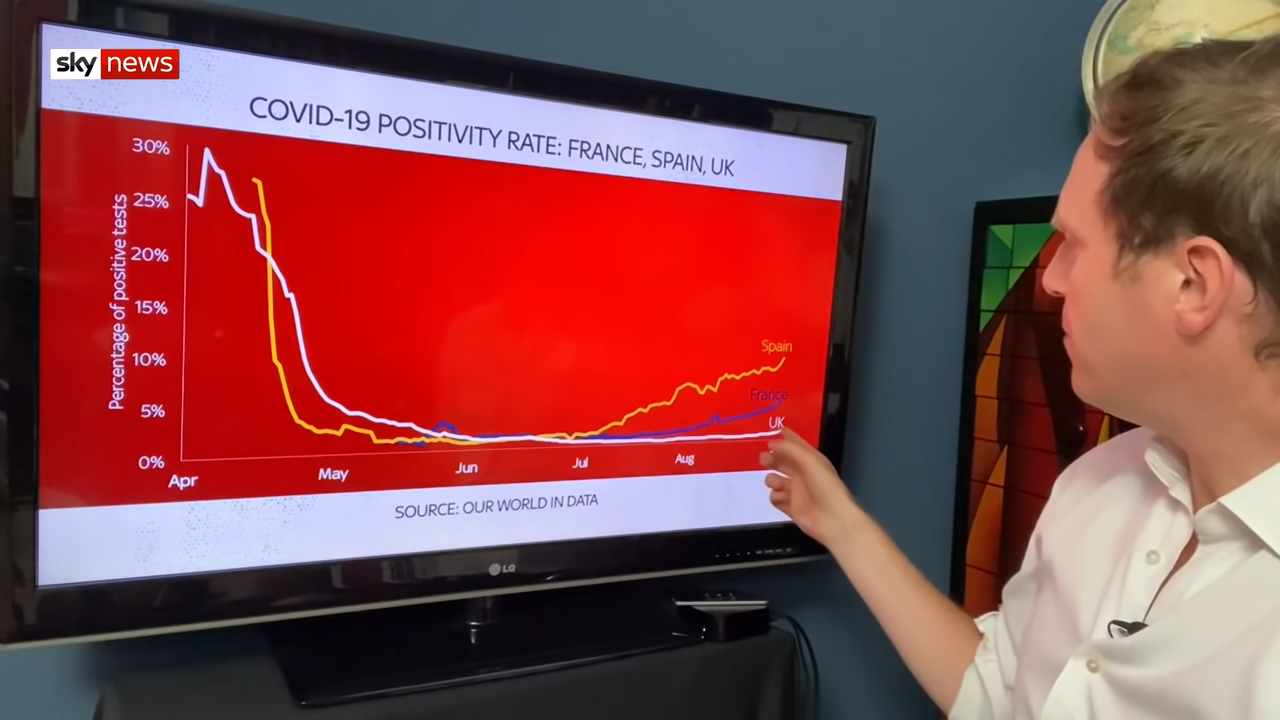 sky news
COVID-19 POSITIVITY RATE: FRANCE, SPAIN, UK
Percentage of positive tests
30%
25%
20%
15%
10%
5%
0%
Spain
France
UK
Apr
May
Jun
Jul
Aug
SOURCE: OUR WORLD IN DATA
LG